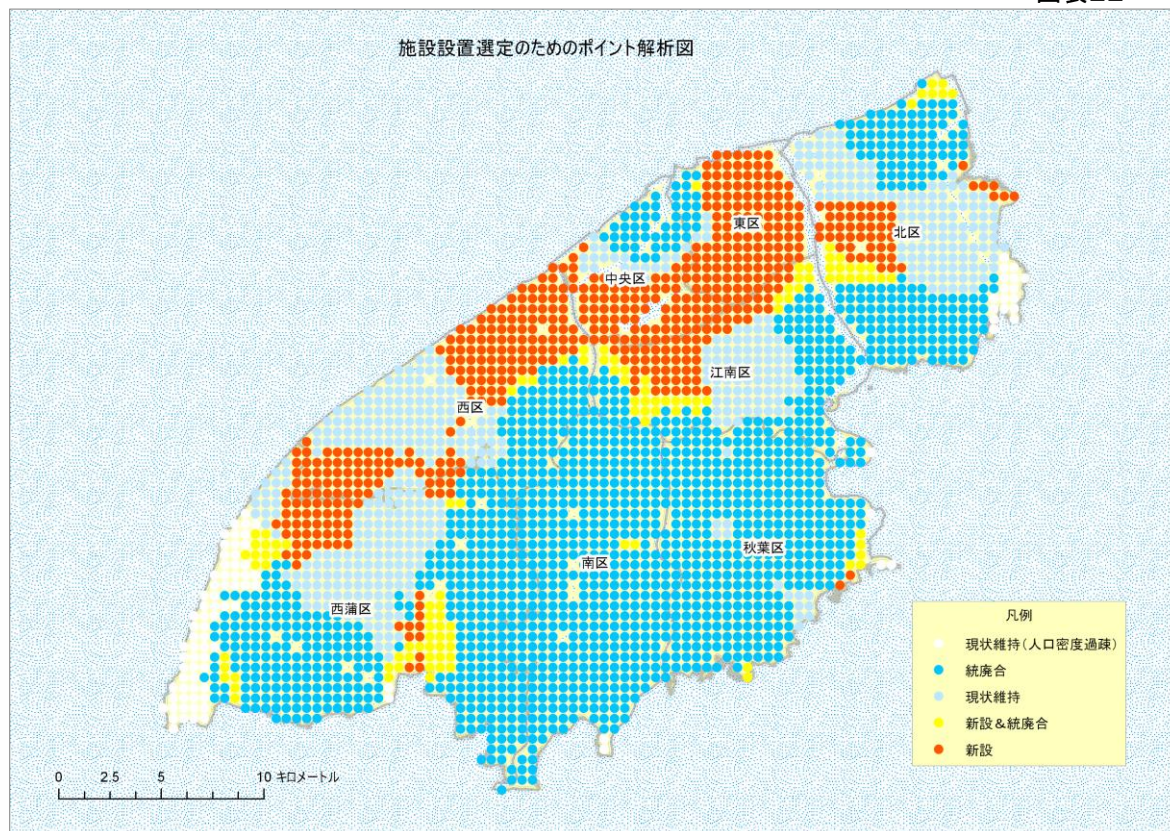 施設設置選定のためのポイント解析図
東区
北区
中央区
江南区
西区
秋葉区
南区
西蒲区
凡例
現状維持(人口密度過疎)
統廃合
現状維持
新設&統廃合
新設
0 2.5 5 10 キロメートル